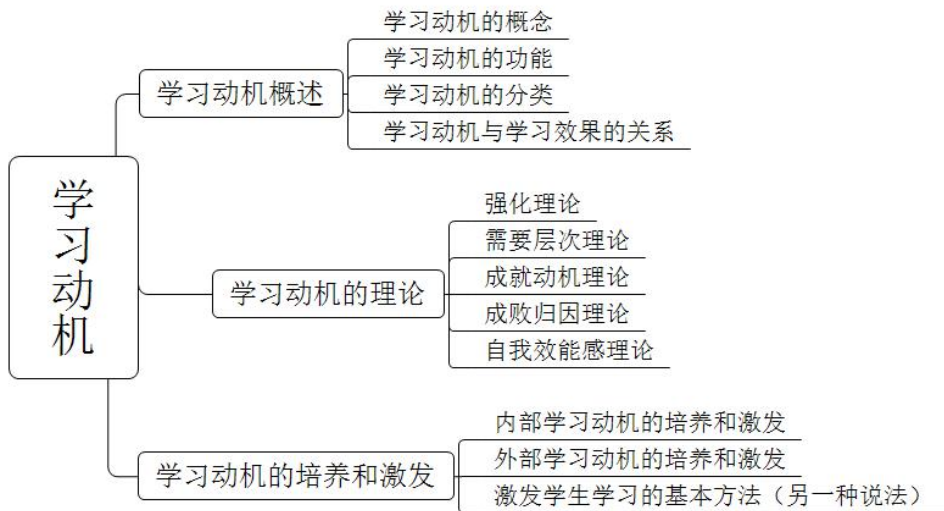 学习动机
学习动机概述
学习动机的概念
学习动机的功能
学习动机的分类
学习动机与学习效果的关系
学习动机的理论
强化理论
需要层次理论
成就动机理论
成败归因理论
自我效能感理论
学习动机的培养和激发
内部学习动机的培养和激发
外部学习动机的培养和激发
激发学生学习的基本方法（另一种说法）